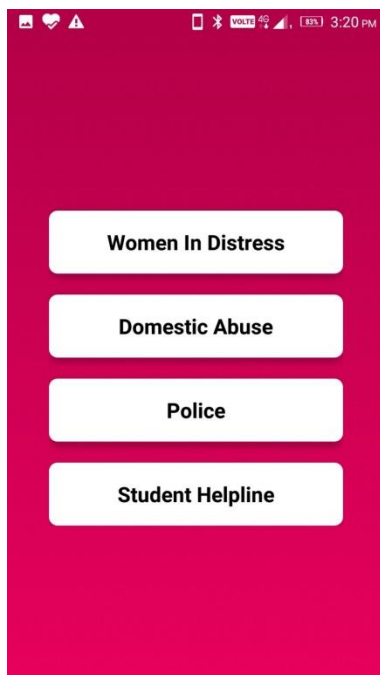 VOLTE 4G 83% 3:20 PM
Women In Distress
Domestic Abuse
Police
Student Helpline